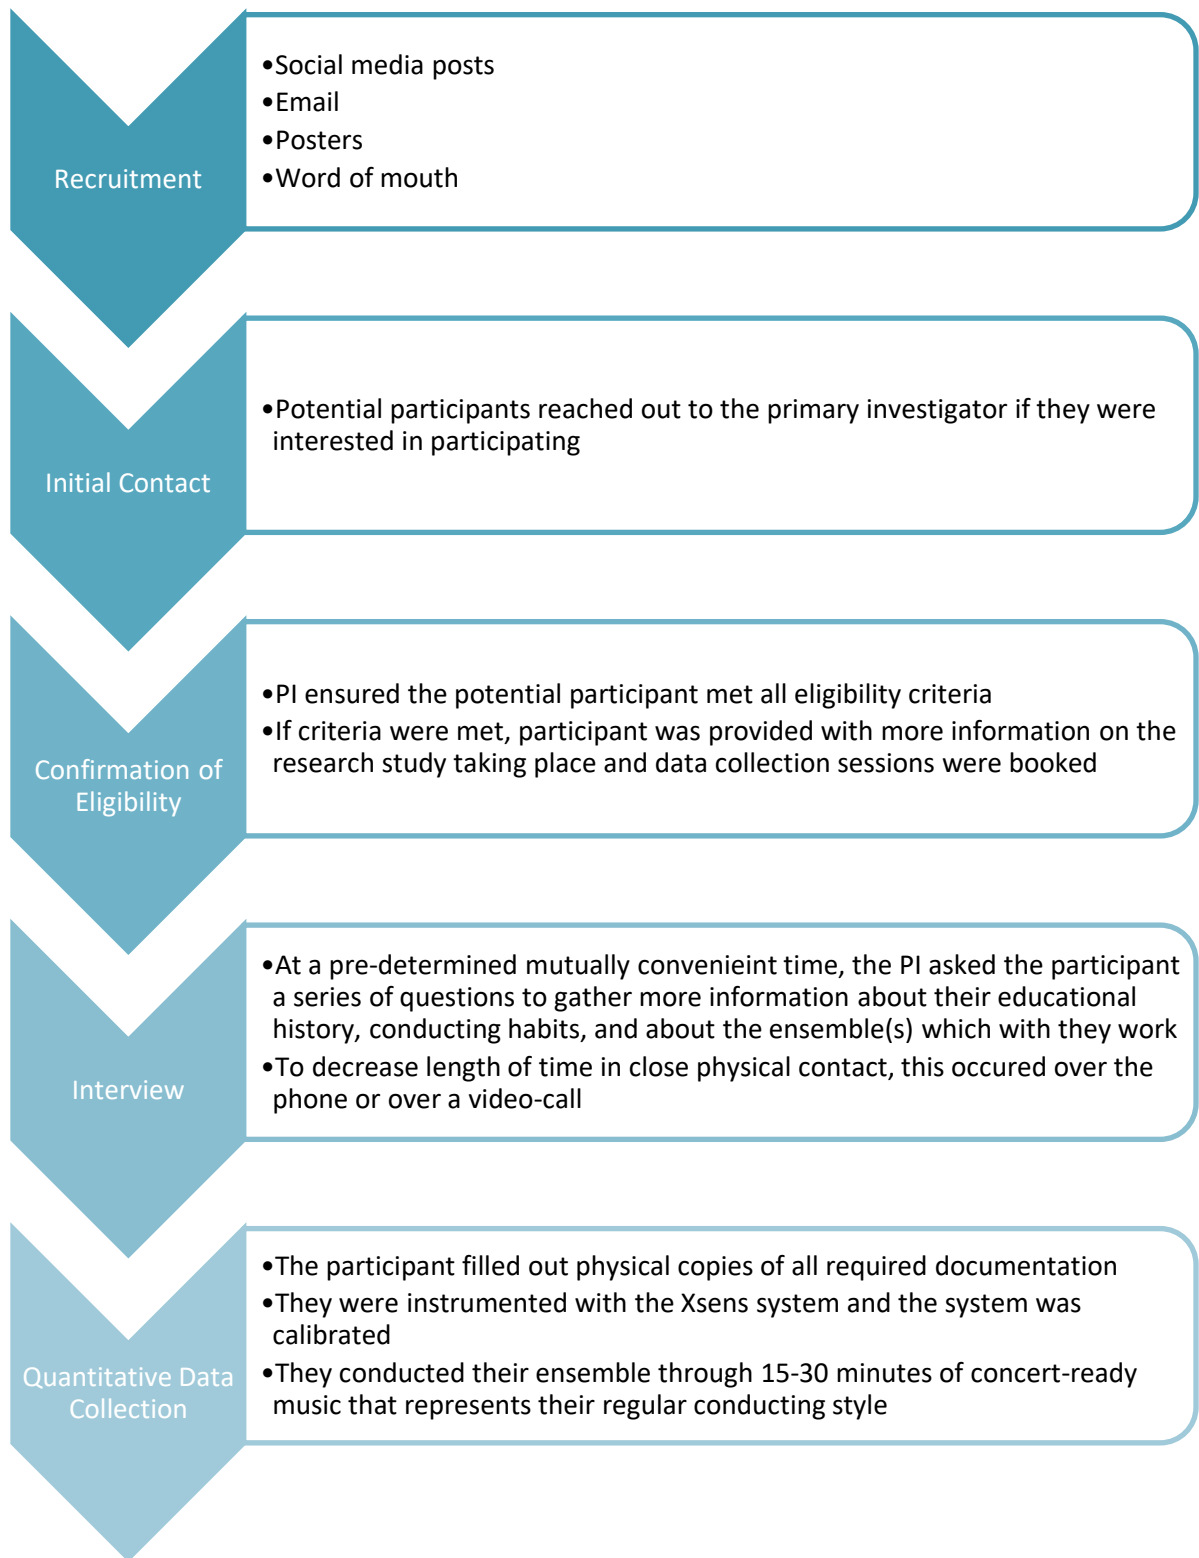 Recruitment
•Social media posts
•Email
•Posters
•Word of mouth
Initial Contact
•Potential participants reached out to the primary investigator if they were
interested in participating
Confirmation of
Eligibility
•PI ensured the potential participant met all eligibility criteria
•If criteria were met, participant was provided with more information on the
research study taking place and data collection sessions were booked
Interview
•At a pre-determined mutually convenieint time, the PI asked the participant
a series of questions to gather more information about their educational
history, conducting habits, and about the ensemble(s) which with they work
•To decrease length of time in close physical contact, this occured over the
phone or over a video-call
Quantitative Data
Collection
•The participant filled out physical copies of all required documentation
•They were instrumented with the Xsens system and the system was
calibrated
•They conducted their ensemble through 15-30 minutes of concert-ready
music that represents their regular conducting style